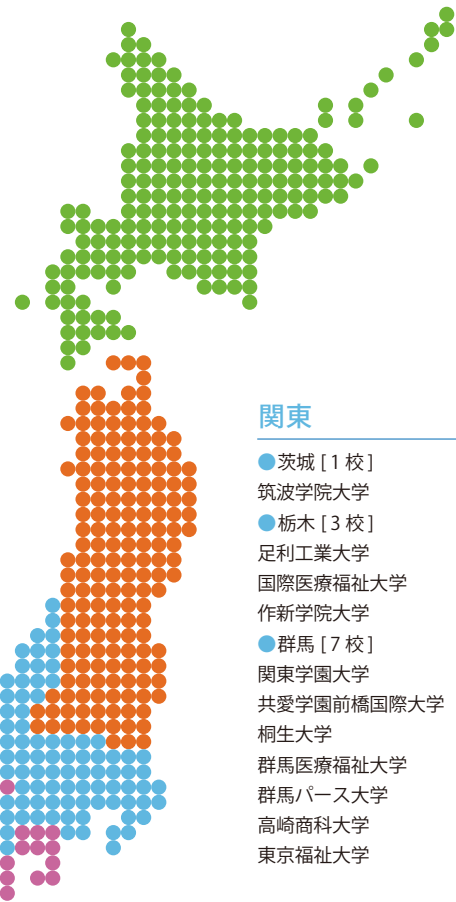 関東
●茨城 [ 1 校 ]
筑波学院大学
●栃木 [ 3 校 ]
足利工業大学
国際医療福祉大学
作新学院大学
●群馬 [ 7 校 ]
関東学園大学
共愛学園前橋国際大学
桐生大学
群馬医療福祉大学
群馬パース大学
高崎商科大学
東京福祉大学